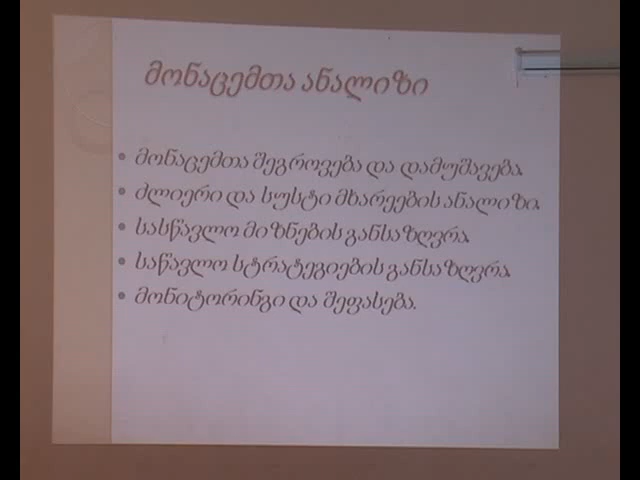 მონაცემთა ანალიზი
• მონაცემთა შეგროვება და დამუშავება.
• ძლიერი და სუსტი მხარეების ანალიზი.
• სასწავლო მიზნების განსაზღვრა.
• საწავლო სტრატეგიების განსაზღვრა.
• მონიტორინგი და შეფასება.